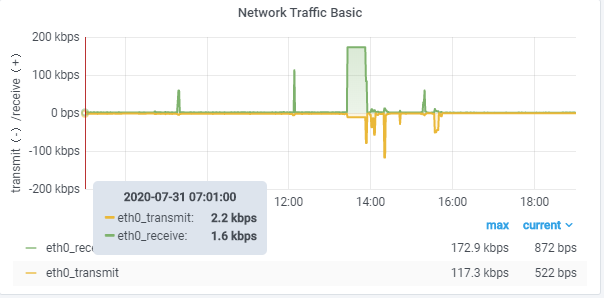 Network Traffic Basic
200 kbps
100 kbps
0 bps
-100 kbps
-200 kbps
transmit (-) /receive (+)
12:00 14:00 16:00 18:00
2020-07-31 07:01:00
eth0_transmit: 2.2 kbps
eth0_receive: 1.6 kbps
max current
eth0_rec 172.9 kbps 872 bps
eth0_transmit 117.3 kbps 522 bps